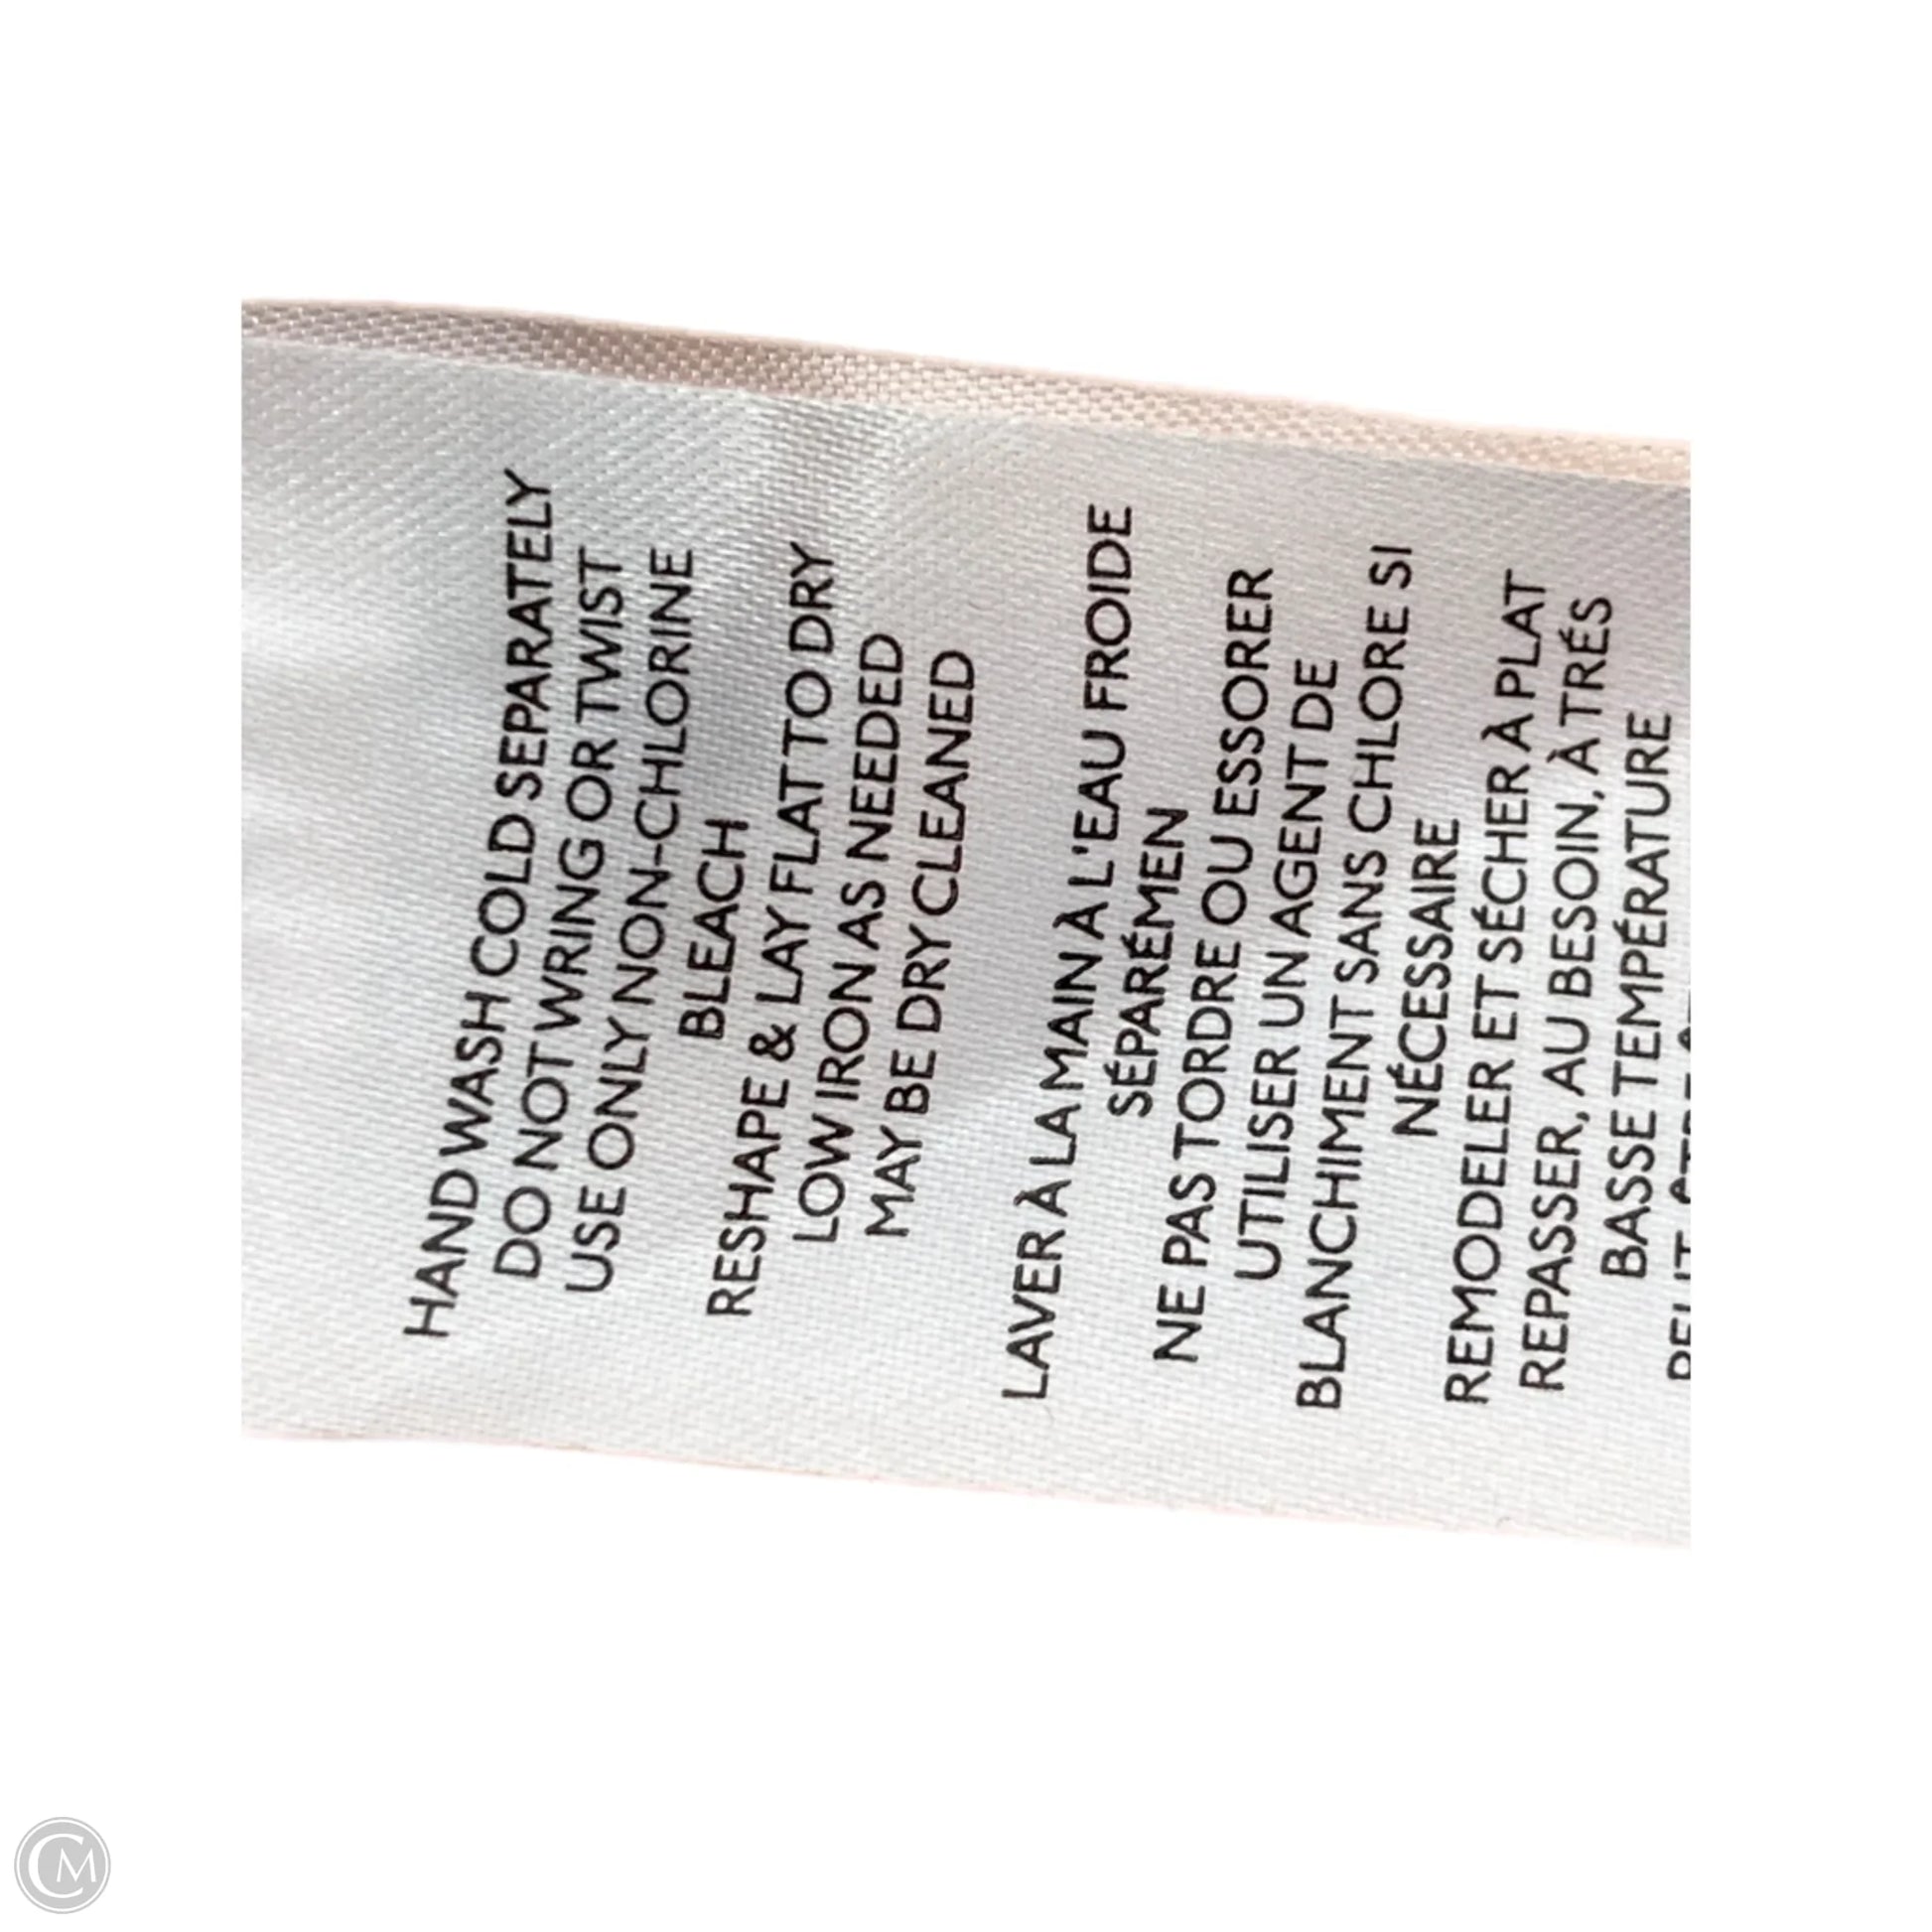 HAND WASH COLD SEPARATELY
DO NOT WRING OR TWIST
USE ONLY NON-CHLORINE
BLEACH
RESHAPE & LAY FLAT TO DRY
LOW IRON AS NEEDED
MAY BE DRY CLEANED
LAVER À LA MAIN À L'EAU FROIDE
SÉPARÉMEN
NE PAS TORDRE OU ESSORER
UTILISER UN AGENT DE
BLANCHIMENT SANS CHLORE SI
NÉCESSAIRE
REMODELER ET SÉCHER À PLAT
REPASSER, AU BESOIN, À TRÉS
BASSE TEMPÉRATURE
CM